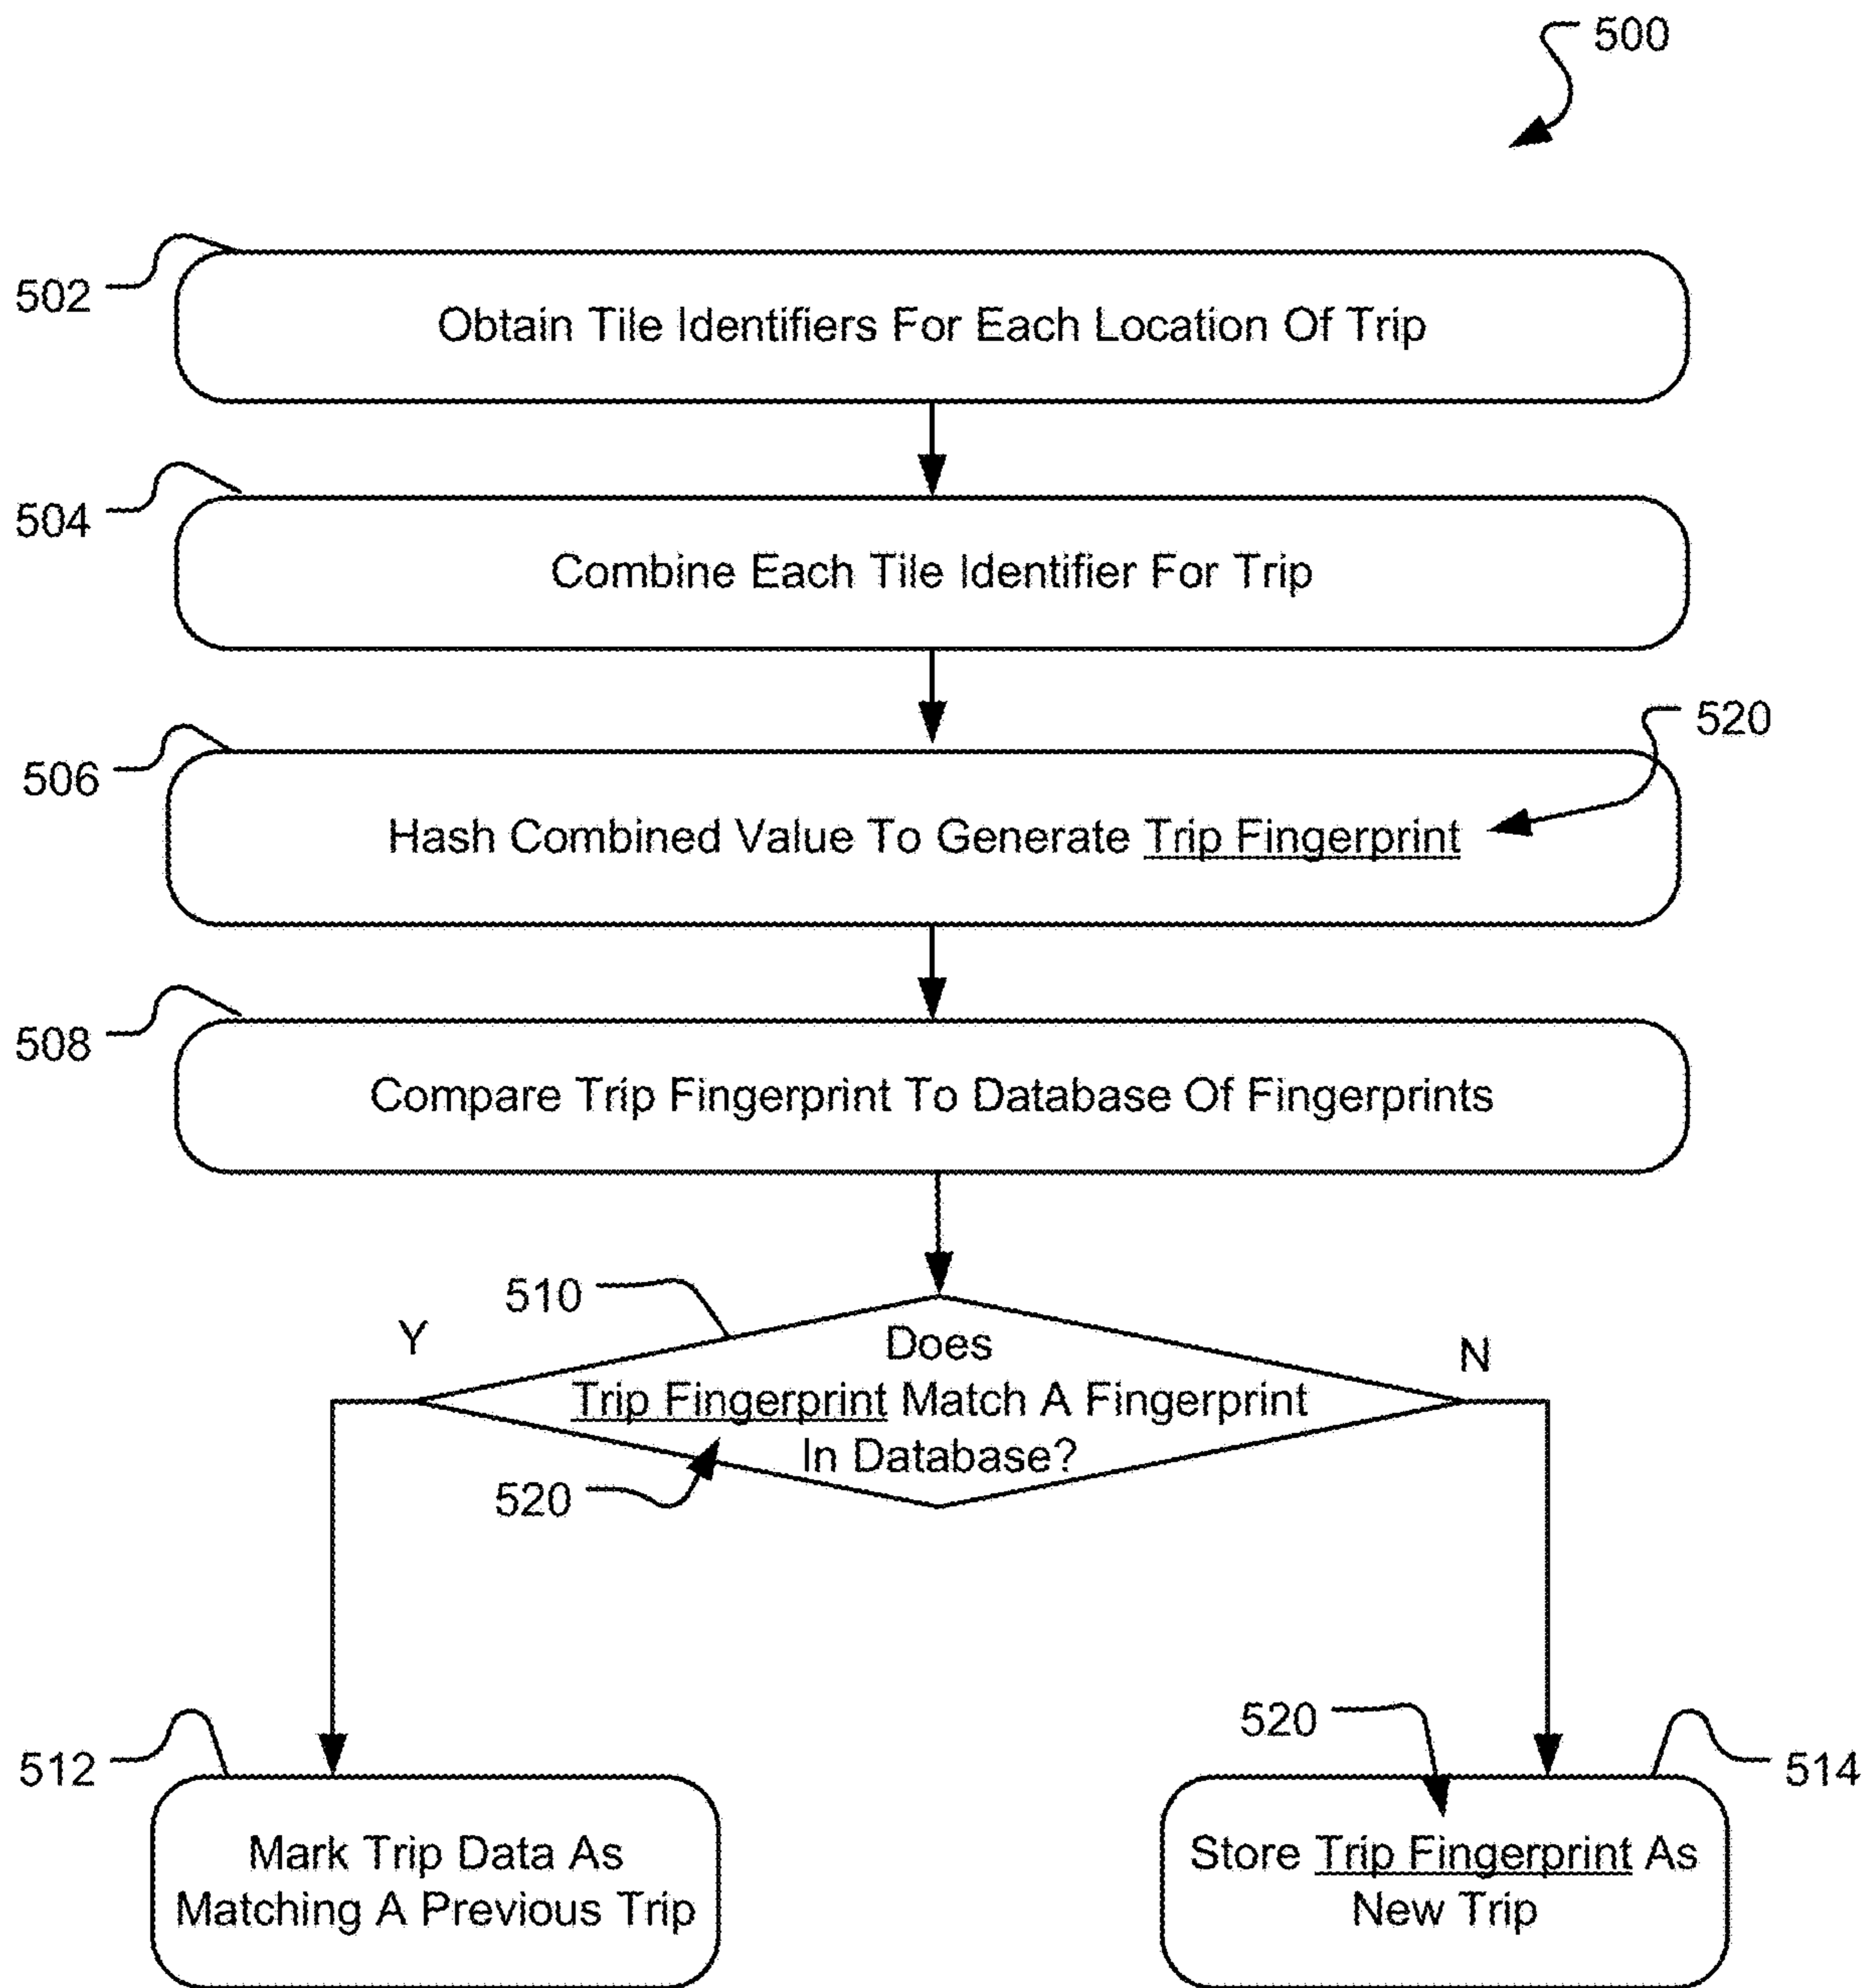 500
502
Obtain Tile Identifiers For Each Location Of Trip
504
Combine Each Tile Identifier For Trip
520
506
Hash Combined Value To Generate Trip Fingerprint
508
Compare Trip Fingerprint To Database Of Fingerprints
510
Y
N
Does
Trip Fingerprint Match A Fingerprint
In Database?
520
520
512
514
Mark Trip Data As
Matching A Previous Trip
Store Trip Fingerprint As
New Trip